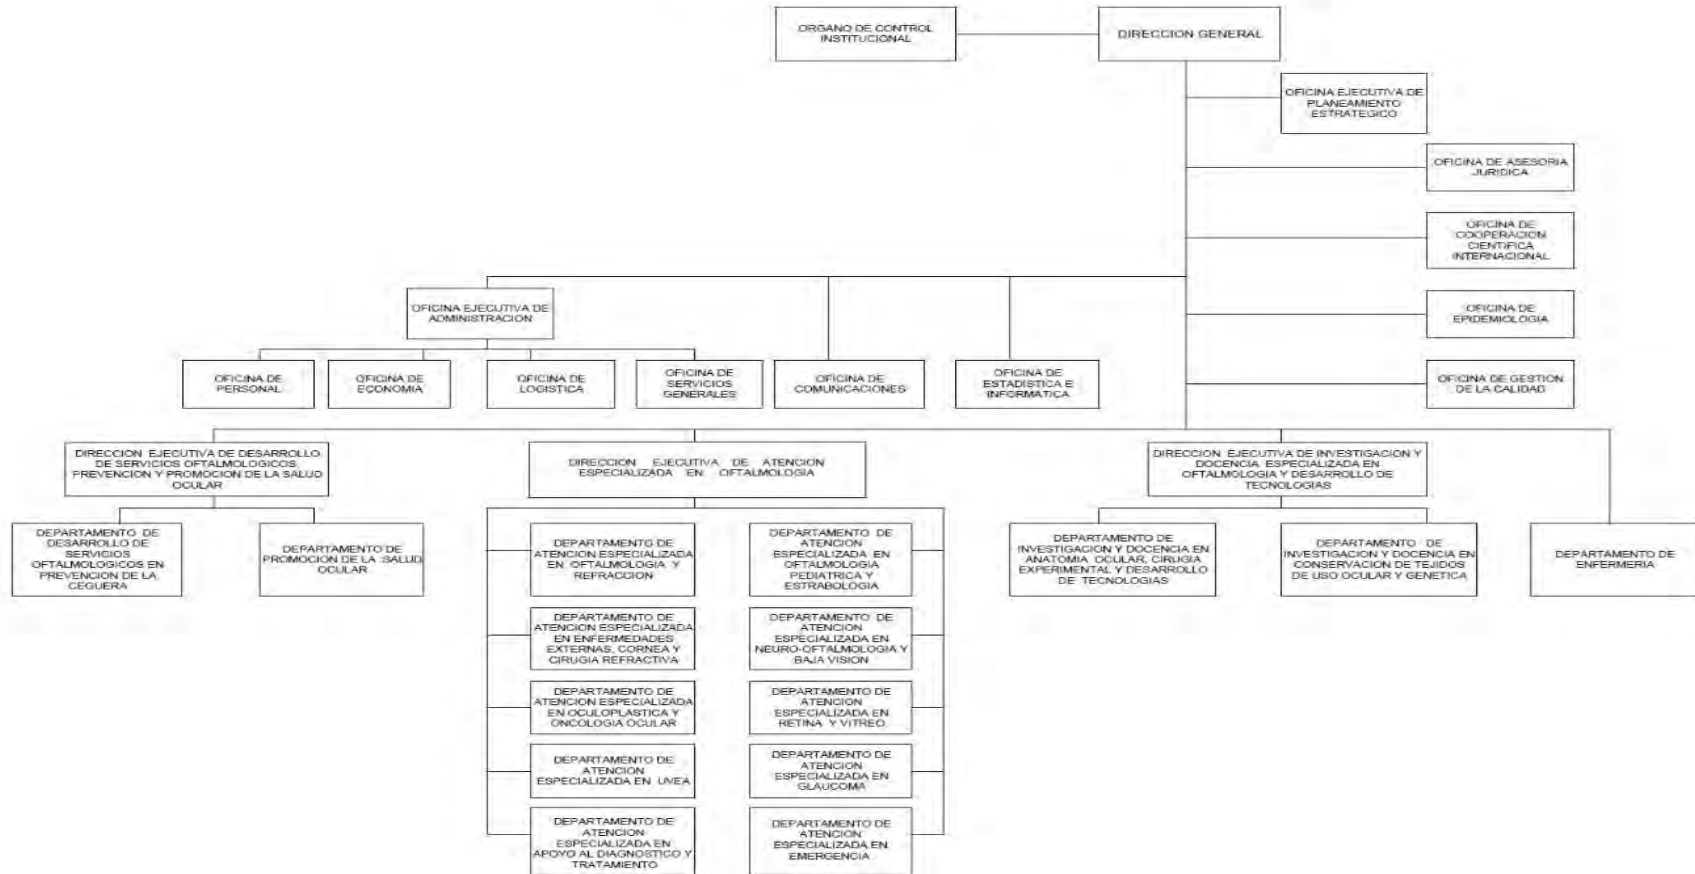 ORGANO DE CONTROL
INSTITUCIONAL
DIRECCION GENERAL
OFICINA EJECUTIVA DE
PLANEAMIENTO
ESTRATEGICO
OFICINA DE ASESORIA
JURIDICA
OFICINA DE
COOPERACION
CIENTIFICA
INTERNACIONAL
OFICINA DE
EPIDEMIOLOGIA
OFICINA DE GESTION
DE LA CALIDAD
OFICINA EJECUTIVA DE
ADMINISTRACION
OFICINA DE
PERSONAL
OFICINA DE
ECONOMIA
OFICINA DE
LOGISTICA
OFICINA DE
SERVICIOS
GENERALES
OFICINA DE
COMUNICACIONES
OFICINA DE
ESTADISTICA E
INFORMATICA
DIRECCION EJECUTIVA DE DESARROLLO
DE SERVICIOS OFTALMOLOGICOS,
PREVENCION Y PROMOCION DE LA SALUD
OCULAR
DIRECCION EJECUTIVA DE ATENCION
ESPECIALIZADA EN OFTALMOLOGIA
DIRECCION EJECUTIVA DE INVESTIGACION Y
DOCENCIA ESPECIALIZADA EN
OFTALMOLOGIA Y DESARROLLO DE
TECNOLOGIAS
DEPARTAMENTO DE
DESARROLLO DE
SERVICIOS
OFTALMOLOGICOS EN
PREVENCION DE LA
CEGUERA
DEPARTAMENTO DE
PROMOCION DE LA SALUD
OCULAR
DEPARTAMENTO DE
ATENCION ESPECIALIZADA
EN OFTALMOLOGIA Y
REFRACCION
DEPARTAMENTO DE
ATENCION
ESPECIALIZADA EN
OFTALMOLOGIA
PEDIATRICA Y
ESTRABOLOGIA
DEPARTAMENTO DE
ATENCION ESPECIALIZADA
EN ENFERMEDADES
EXTERNAS, CORNEA Y
CIRUGIA REFRACTIVA
DEPARTAMENTO DE
ATENCION
ESPECIALIZADA EN
NEURO-OFTALMOLOGIA Y
BAJA VISION
DEPARTAMENTO DE
ATENCION ESPECIALIZADA
EN OCULOPLASTICA Y
ONCOLOGIA OCULAR
DEPARTAMENTO DE
ATENCION
ESPECIALIZADA EN
RETINA Y VITREO
DEPARTAMENTO DE
ATENCION
ESPECIALIZADA EN UVEA
DEPARTAMENTO DE
ATENCION
ESPECIALIZADA EN
GLAUCOMA
DEPARTAMENTO DE
ATENCION
ESPECIALIZADA EN
APOYO AL DIAGNOSTICO Y
TRATAMIENTO
DEPARTAMENTO DE
ATENCION
ESPECIALIZADA EN
EMERGENCIA
DEPARTAMENTO DE
INVESTIGACION Y DOCENCIA EN
ANATOMIA OCULAR, CIRUGIA
EXPERIMENTAL Y DESARROLLO
DE TECNOLOGIAS
DEPARTAMENTO DE
INVESTIGACION Y DOCENCIA EN
CONSERVACION DE TEJIDOS
DE USO OCULAR Y GENETICA
DEPARTAMENTO DE
ENFERMERIA